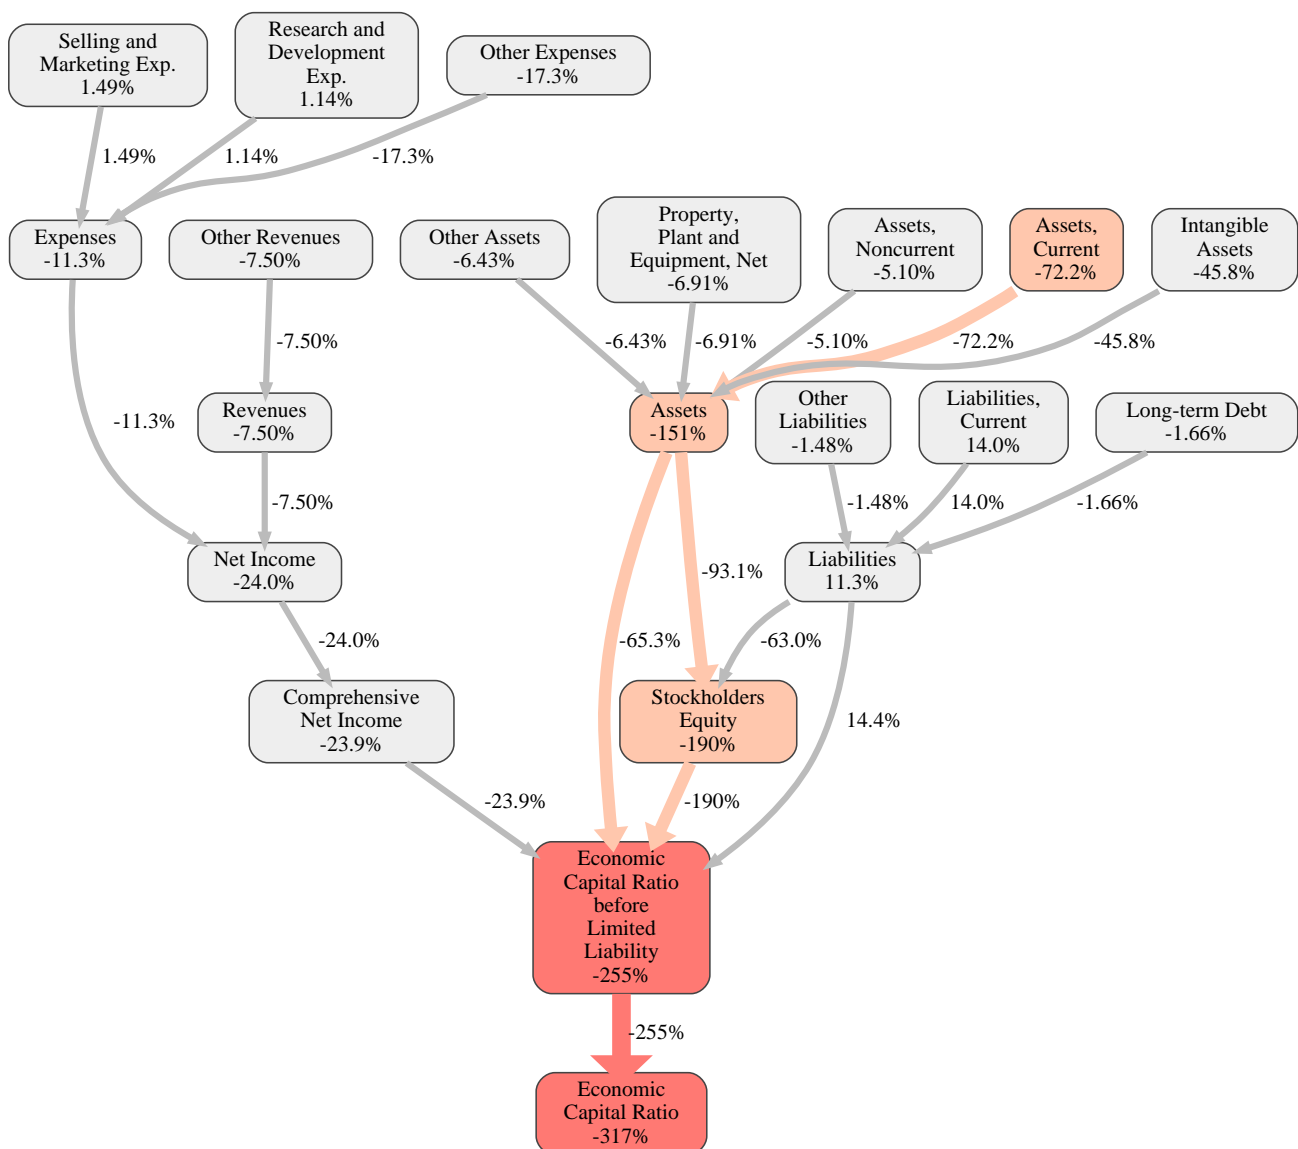 Selling and
Marketing Exp.
1.49%
Research and
Development
Exp.
1.14%
Other Expenses
-17.3%
1.49%
1.14%
-17.3%
Expenses
-11.3%
Other Revenues
-7.50%
Other Assets
-6.43%
Property,
Plant and
Equipment, Net
-6.91%
Assets,
Noncurrent
-5.10%
Assets,
Current
-72.2%
Intangible
Assets
-45.8%
-7.50%
-6.43%
-6.91%
-5.10%
-72.2%
-45.8%
-11.3%
Revenues
-7.50%
Assets
-151%
Other
Liabilities
-1.48%
Liabilities,
Current
14.0%
Long-term Debt
-1.66%
-7.50%
-1.48%
14.0%
-1.66%
Net Income
-24.0%
-93.1%
Liabilities
11.3%
-24.0%
-65.3%
-63.0%
Comprehensive
Net Income
-23.9%
Stockholders
Equity
-190%
14.4%
-23.9%
-190%
Economic
Capital Ratio
before
Limited
Liability
-255%
-255%
Economic
Capital Ratio
-317%